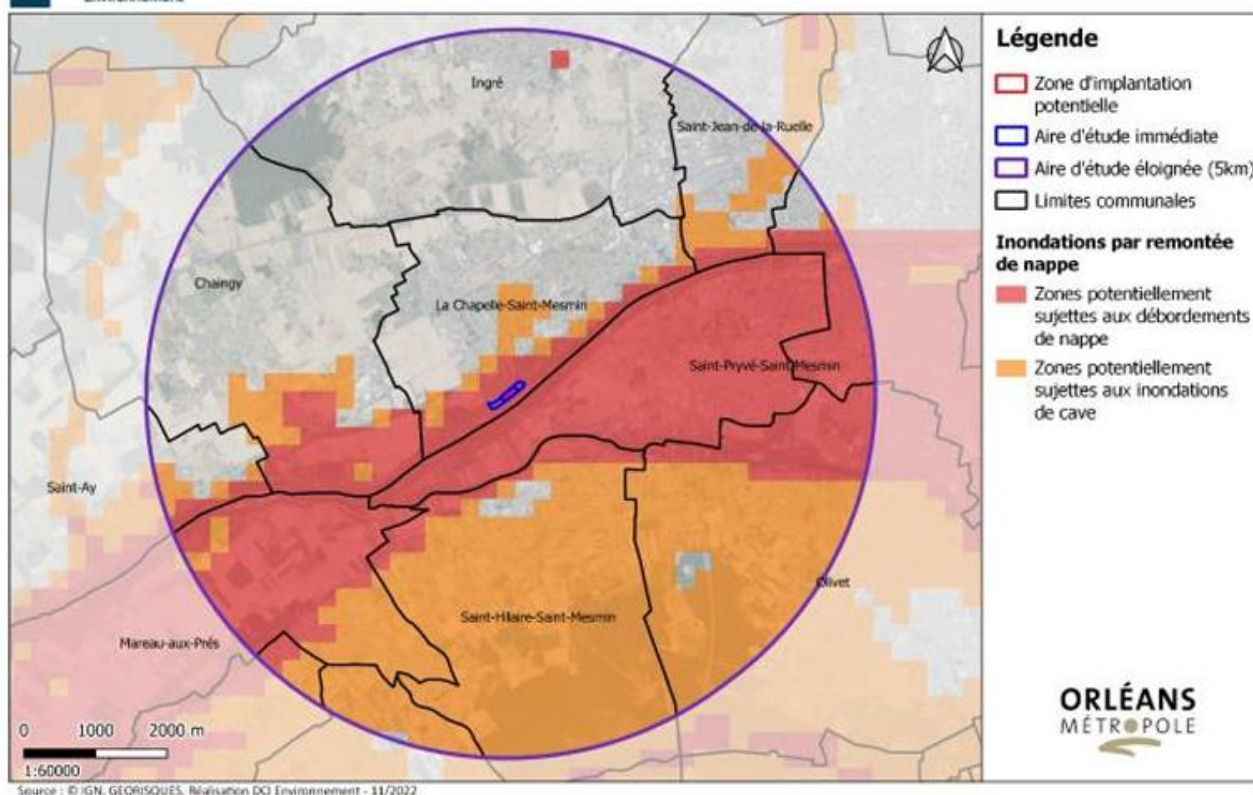 Environnement
Légende
Zone d'implantation
potentielle
Aire d'étude immédiate
Aire d'étude éloignée (5km)
Limites communales
Inondations par remontée
de nappe
Zones potentiellement
sujettes aux débordements
de nappe
Zones potentiellement
sujettes aux inondations
de cave
Ingré
Saint-Jean-de-la-Ruelle
Chaingy
La Chapelle-Saint-Mesmin
Saint-Pryvé-Saint-Mesmin
Saint-Ay
Olivet
Saint-Hilaire-Saint-Mesmin
Mareau-aux-Prés
0 1000 2000 m
1:60000
ORLÉANS
MÉTROPOLE
Source : © IGN, GEORISQUES, Réalisation DCI Environnement - 11/2022